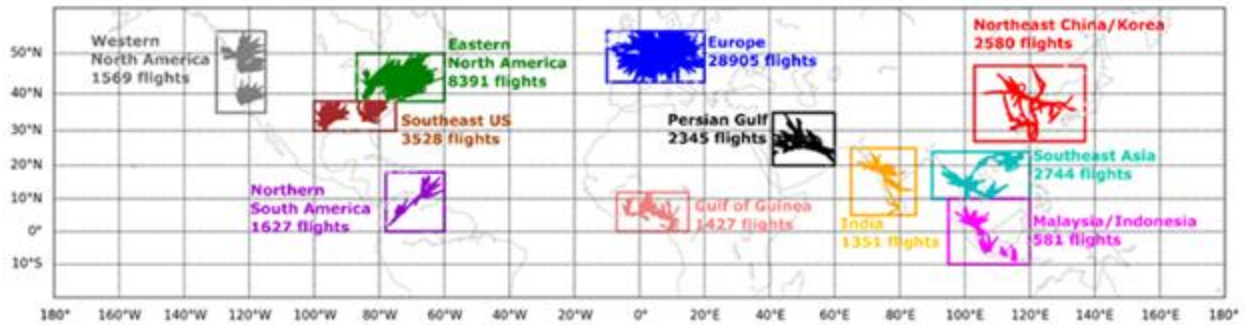 Western
North America
1569 flights
Eastern
North America
8391 flights
Europe
28905 flights
Northeast China/Korea
2580 flights
Southeast US
3528 flights
Persian Gulf
2345 flights
Northern
South America
1627 flights
Gulf of Guinea
1427 flights
India
1351 flights
Southeast Asia
2744 flights
Malaysia/Indonesia
581 flights
50°N
40°N
30°N
20°N
10°N
0°
10°S
180° 160°W 140°W 120°W 100°W 80°W 60°W 40°W 20°W 0° 20°E 40°E 60°E 80°E 100°E 120°E 140°E 160°E 180°